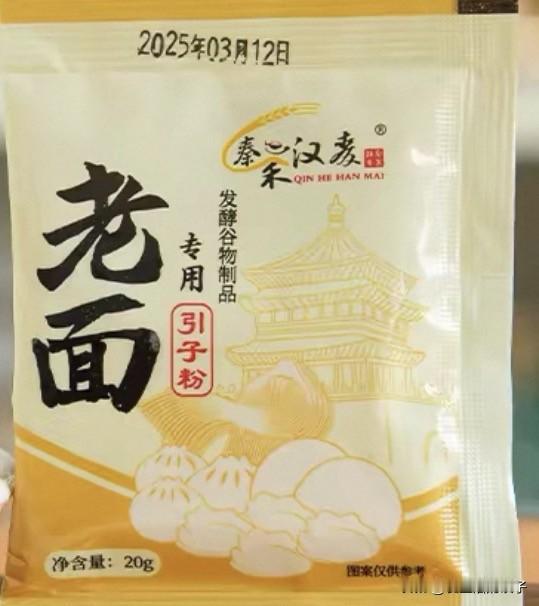 2025年03月12日
秦禾汉麦®
QIN HE HAN MAI
发酵谷物制品
老面
专用
引子粉
净含量：20g
图案仅供参考